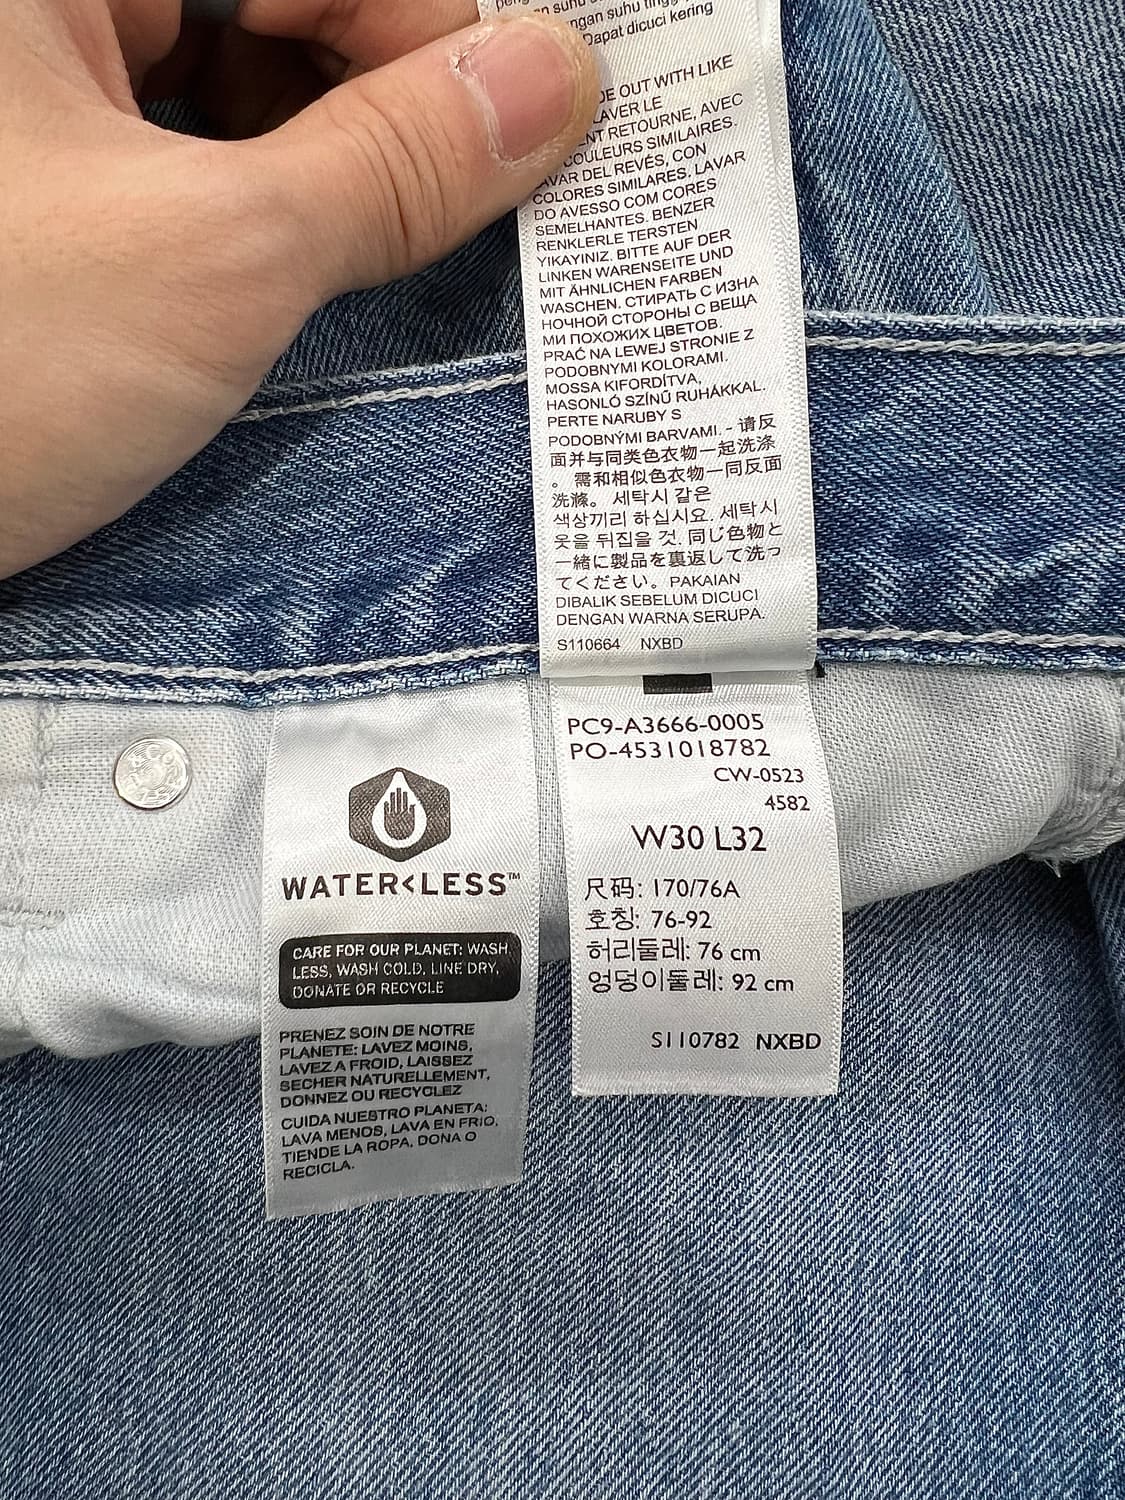 suhu
ngan suhu
Dapat dicuci kering
DE OUT WITH LIKE
LAVER LE
NT RETOURNE, AVEC
COULEURS SIMILAIRES.
AVAR DEL REVÉS, CON
COLORES SIMILARES. LAVAR
DO AVESSO COM CORES
SEMELHANTES. BENZER
RENKLERLE TERSTEN
YIKAYINIZ. BITTE AUF DER
LINKEN WARENSEITE UND
MIT ÄHNLICHEN FARBEN
WASCHEN. СТИРАТЬ С ИЗНА
НОЧНОЙ СТОРОНЫ С ВЕЩА
МИ ПОХОЖИХ ЦВЕТОВ.
PRAĆ NA LEWEJ STRONIE Z
PODOBNYMI KOLORAMI.
MOSSA KIFORDÍTVA,
HASONLÓ SZÍNŰ RUHÁKKAL.
PERTE NARUBY S
PODOBNÝMI BARVAMI. - 请反
面并与同类色衣物一起洗涤
。 需和相似色衣物一同反面
洗滌。 세탁시 같은
색상끼리 하십시요. 세탁시
옷을 뒤집을 것. 同じ色物と
一緒に製品を裏返して洗っ
てください。 PAKAIAN
DIBALIK SEBELUM DICUCI
DENGAN WARNA SERUPA.
S110664 NXBD
PC9-A3666-0005
PO-4531018782
CW-0523
4582
W30 L32
尺码: 170/76A
호칭: 76-92
허리둘레: 76 cm
엉덩이둘레: 92 cm
S110782 NXBD
WATER<LESS™
CARE FOR OUR PLANET: WASH
LESS, WASH COLD, LINE DRY,
DONATE OR RECYCLE
PRENEZ SOIN DE NOTRE
PLANETE: LAVEZ MOINS,
LAVEZ A FROID, LAISSEZ
SECHER NATURELLEMENT,
DONNEZ OU RECYCLEZ
CUIDA NUESTRO PLANETA:
LAVA MENOS, LAVA EN FRIO,
TIENDE LA ROPA, DONA O
RECICLA.